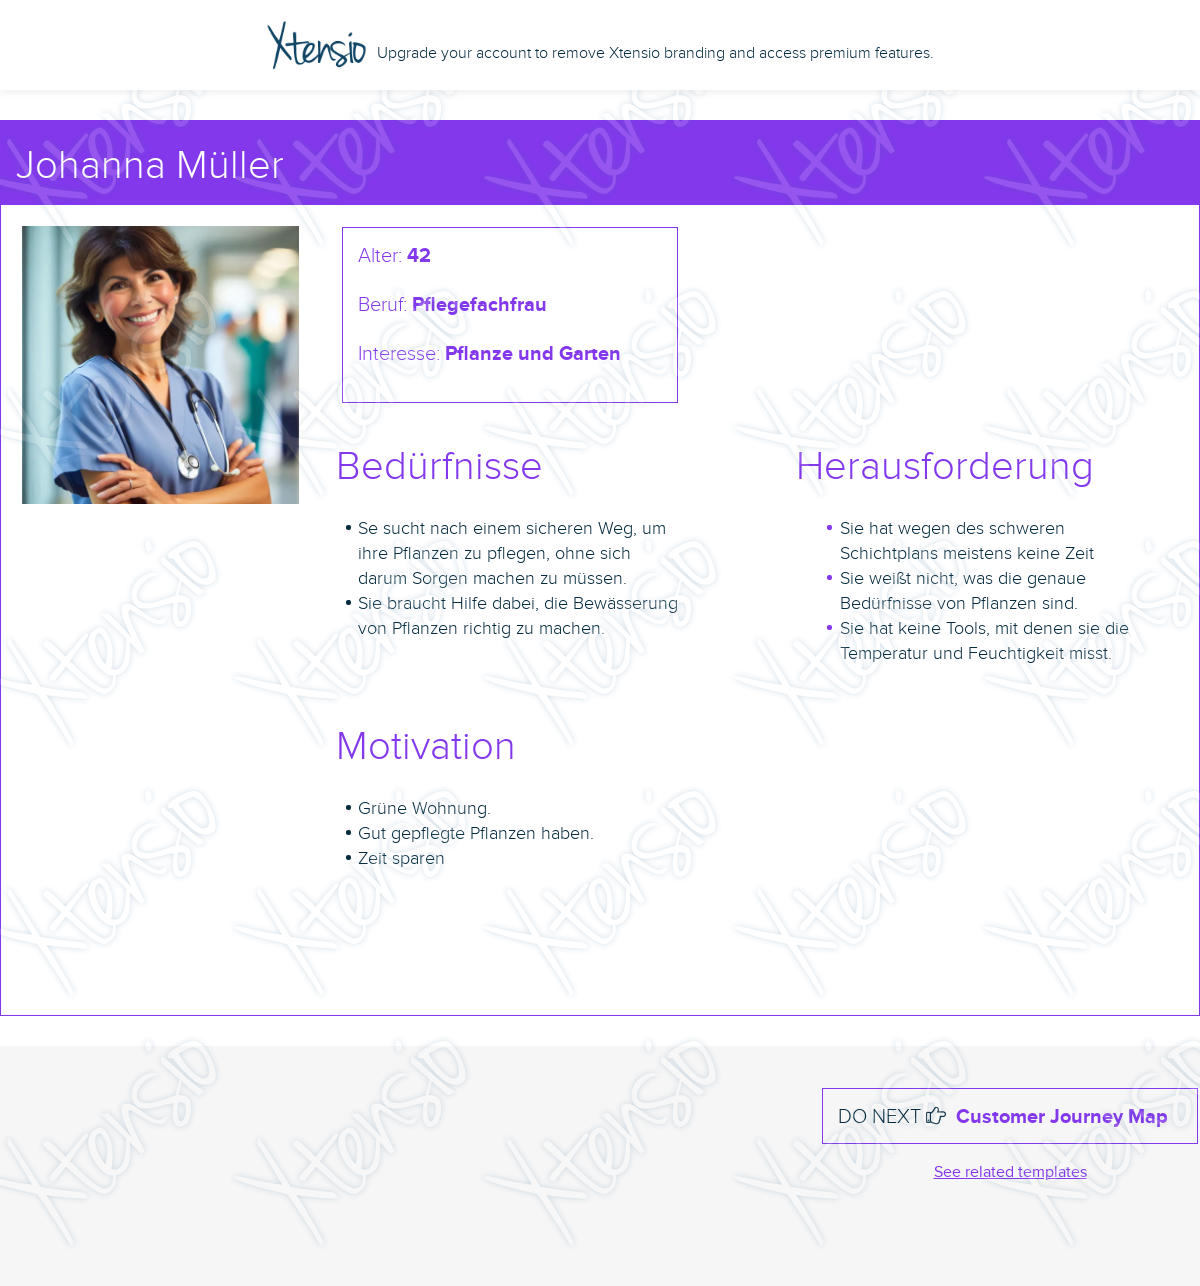 Xtensio Upgrade your account to remove Xtensio branding and access premium features.
Johanna Müller
Alter: 42
Beruf: Pflegefachfrau
Interesse: Pflanze und Garten
Bedürfnisse
• Se sucht nach einem sicheren Weg, um
ihre Pflanzen zu pflegen, ohne sich
darum Sorgen machen zu müssen.
• Sie braucht Hilfe dabei, die Bewässerung
von Pflanzen richtig zu machen.
Herausforderung
• Sie hat wegen des schweren
Schichtplans meistens keine Zeit
• Sie weißt nicht, was die genaue
Bedürfnisse von Pflanzen sind.
• Sie hat keine Tools, mit denen sie die
Temperatur und Feuchtigkeit misst.
Motivation
• Grüne Wohnung.
• Gut gepflegte Pflanzen haben.
• Zeit sparen
DO NEXT Customer Journey Map
See related templates